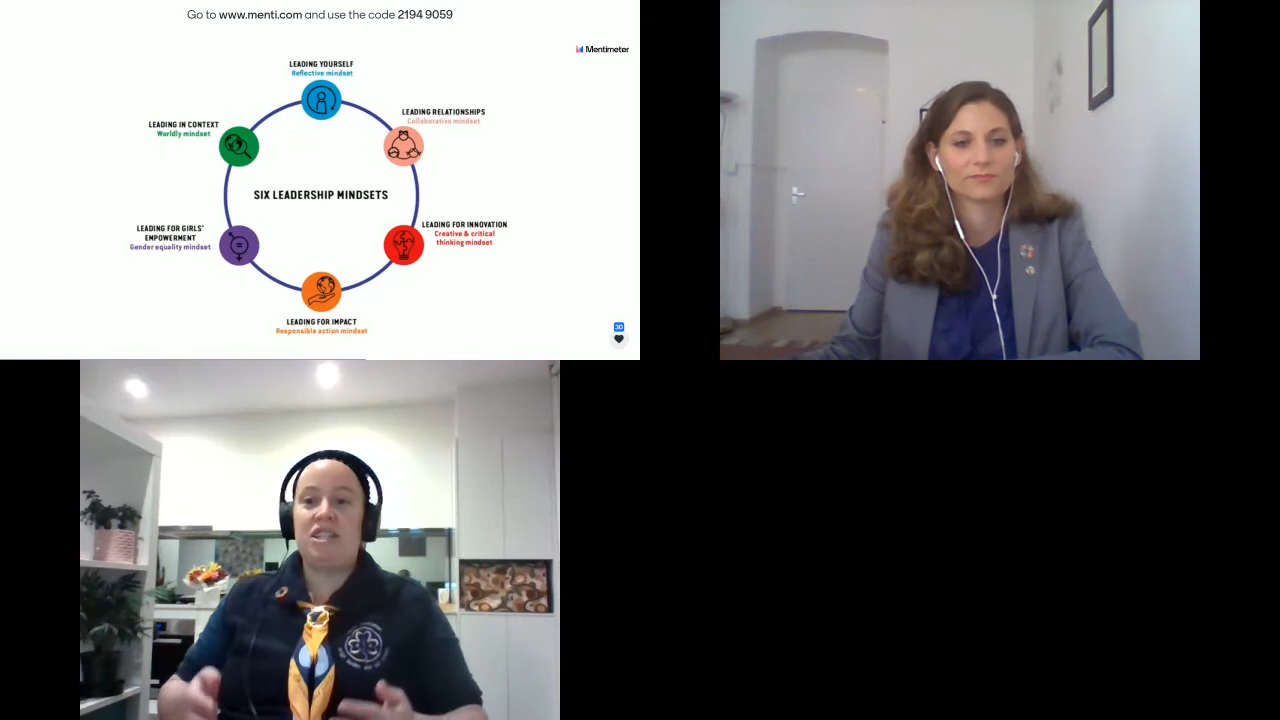 Go to www.menti.com and use the code 2194 9059
Mentimeter
LEADING YOURSELF
Reflective mindset
LEADING RELATIONSHIPS
Collaborative mindset
LEADING IN CONTEXT
Worldly mindset
SIX LEADERSHIP MINDSETS
LEADING FOR INNOVATION
Creative & critical
thinking mindset
LEADING FOR GIRLS'
EMPOWERMENT
Gender equality mindset
LEADING FOR IMPACT
Responsible action mindset
30